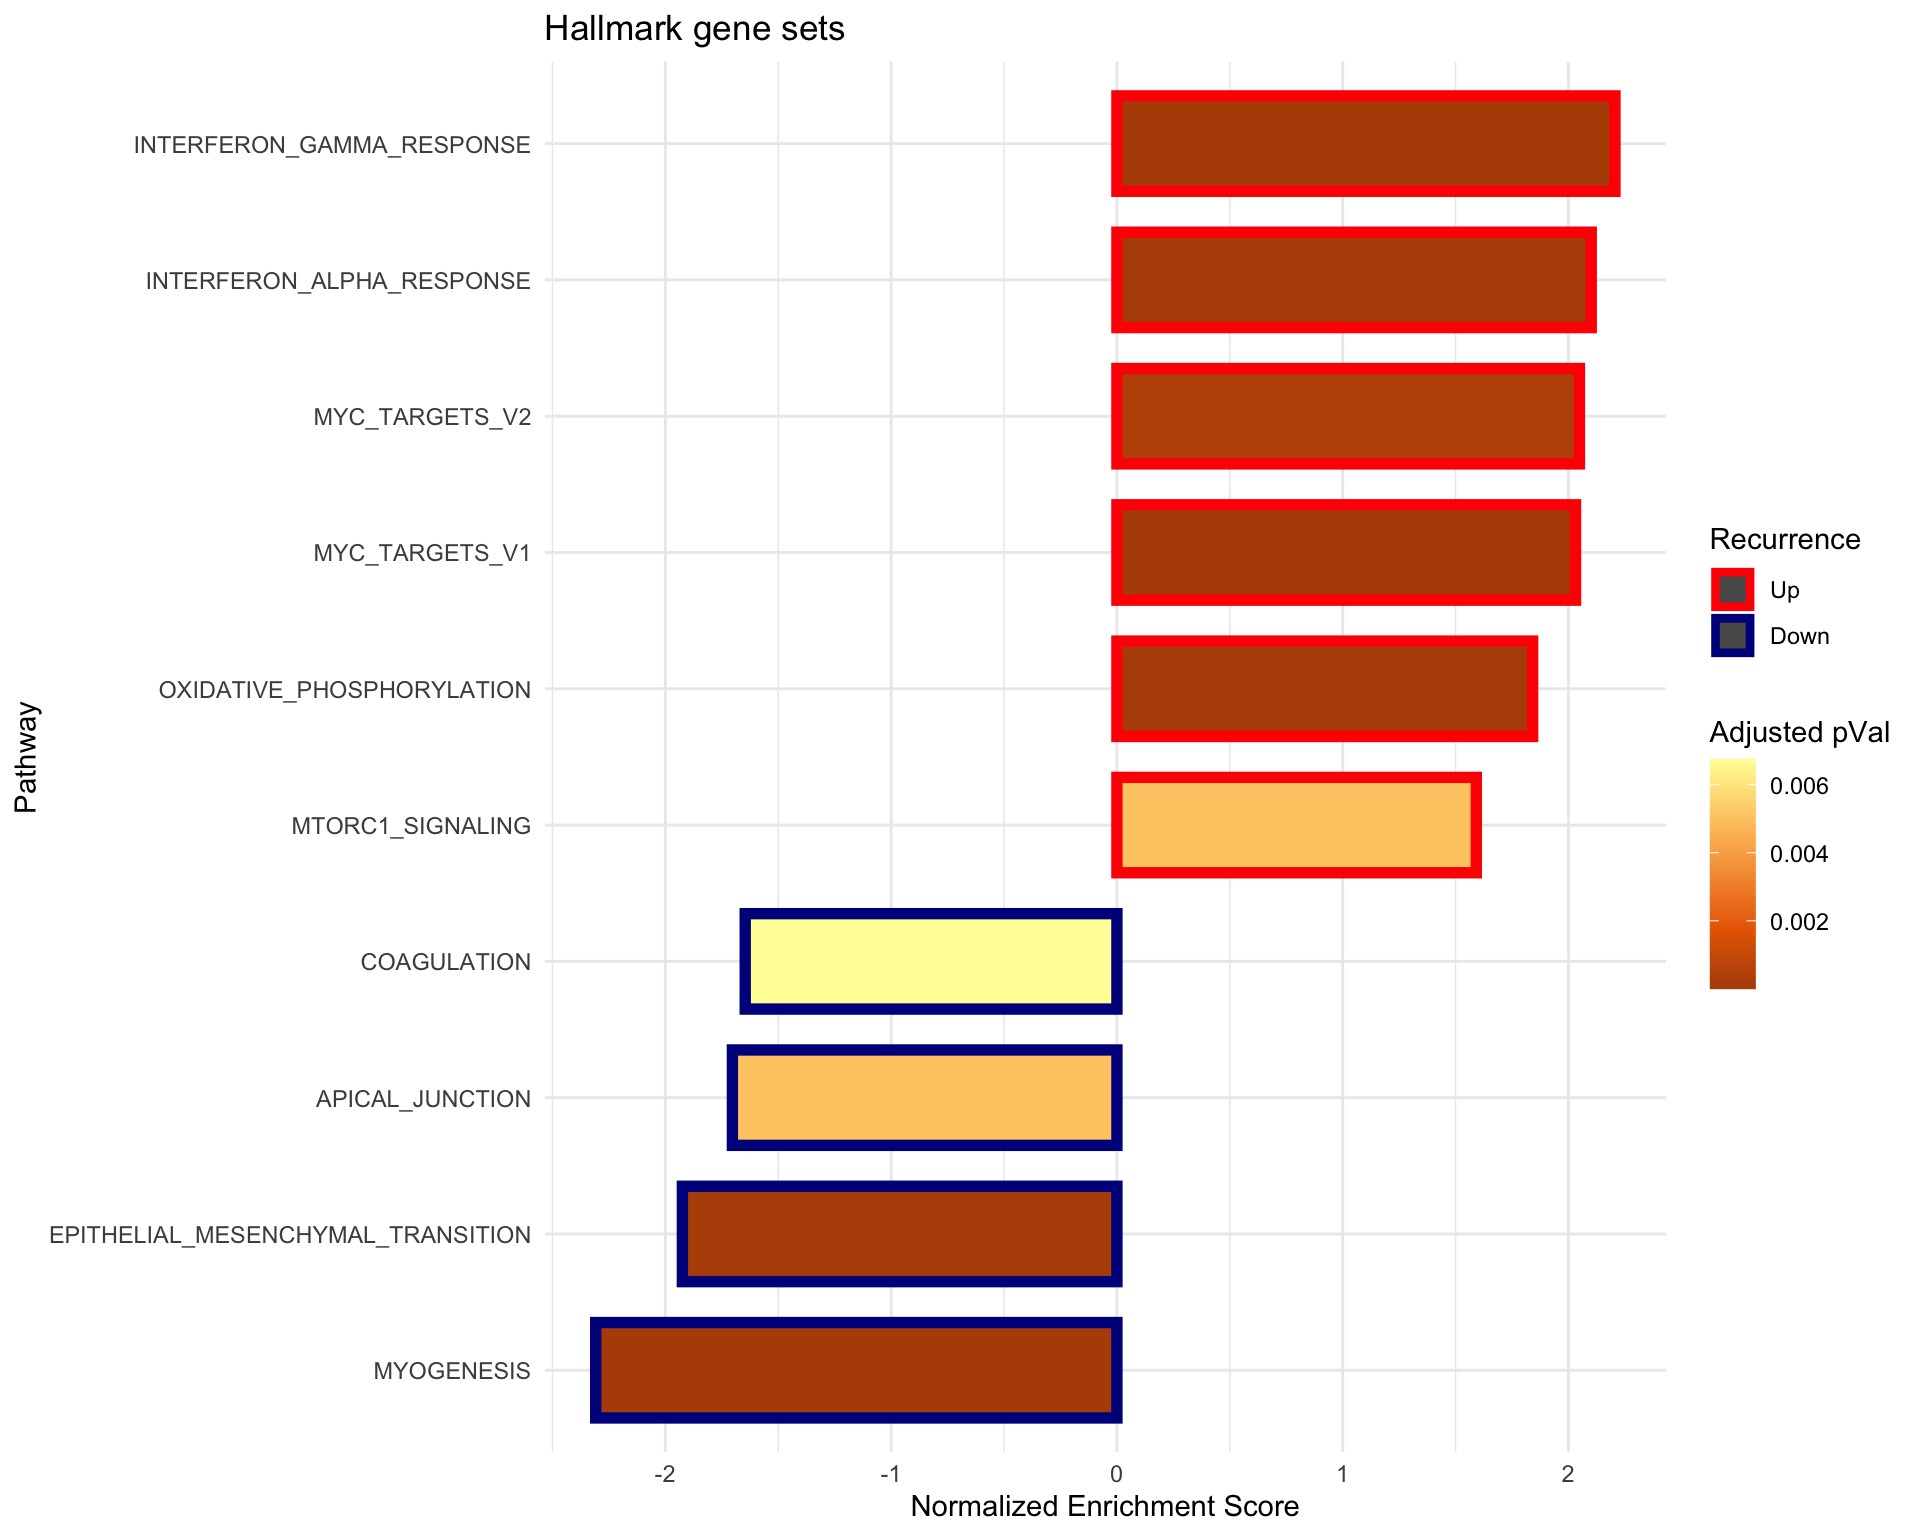 Hallmark gene sets
INTERFERON_GAMMA_RESPONSE
INTERFERON_ALPHA_RESPONSE
MYC_TARGETS_V2
MYC_TARGETS_V1
OXIDATIVE_PHOSPHORYLATION
MTORC1_SIGNALING
COAGULATION
APICAL_JUNCTION
EPITHELIAL_MESENCHYMAL_TRANSITION
MYOGENESIS
Pathway
-2 -1 0 1 2
Normalized Enrichment Score
Recurrence
Up
Down
Adjusted pVal
0.006
0.004
0.002